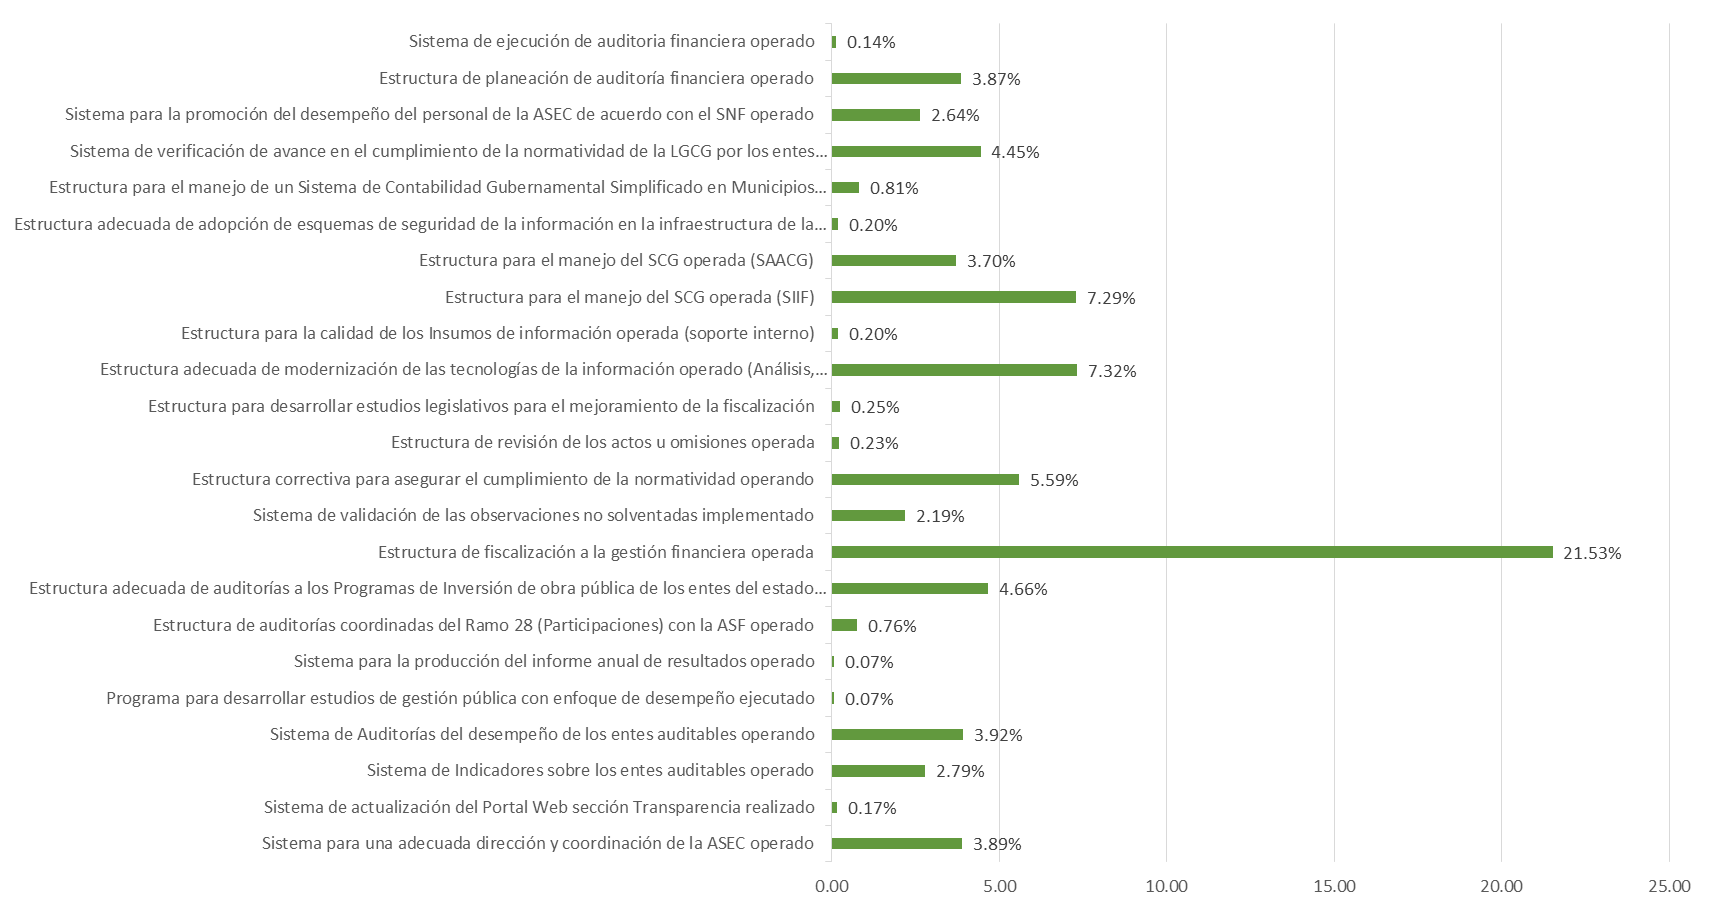 Sistema de ejecución de auditoria financiera operado 0.14%
Estructura de planeación de auditoría financiera operado 3.87%
Sistema para la promoción del desempeño del personal de la ASEC de acuerdo con el SNF operado 2.64%
Sistema de verificación de avance en el cumplimiento de la normatividad de la LGCG por los entes… 4.45%
Estructura para el manejo de un Sistema de Contabilidad Gubernamental Simplificado en Municipios… 0.81%
Estructura adecuada de adopción de esquemas de seguridad de la información en la infraestructura de la… 0.20%
Estructura para el manejo del SCG operada (SAACG) 3.70%
Estructura para el manejo del SCG operada (SIIF) 7.29%
Estructura para la calidad de los Insumos de información operada (soporte interno) 0.20%
Estructura adecuada de modernización de las tecnologías de la información operado (Análisis,… 7.32%
Estructura para desarrollar estudios legislativos para el mejoramiento de la fiscalización 0.25%
Estructura de revisión de los actos u omisiones operada 0.23%
Estructura correctiva para asegurar el cumplimiento de la normatividad operando 5.59%
Sistema de validación de las observaciones no solventadas implementado 2.19%
Estructura de fiscalización a la gestión financiera operada 21.53%
Estructura adecuada de auditorías a los Programas de Inversión de obra pública de los entes del estado… 4.66%
Estructura de auditorías coordinadas del Ramo 28 (Participaciones) con la ASF operado 0.76%
Sistema para la producción del informe anual de resultados operado 0.07%
Programa para desarrollar estudios de gestión pública con enfoque de desempeño ejecutado 0.07%
Sistema de Auditorías del desempeño de los entes auditables operando 3.92%
Sistema de Indicadores sobre los entes auditables operado 2.79%
Sistema de actualización del Portal Web sección Transparencia realizado 0.17%
Sistema para una adecuada dirección y coordinación de la ASEC operado 3.89%
0.00 5.00 10.00 15.00 20.00 25.00